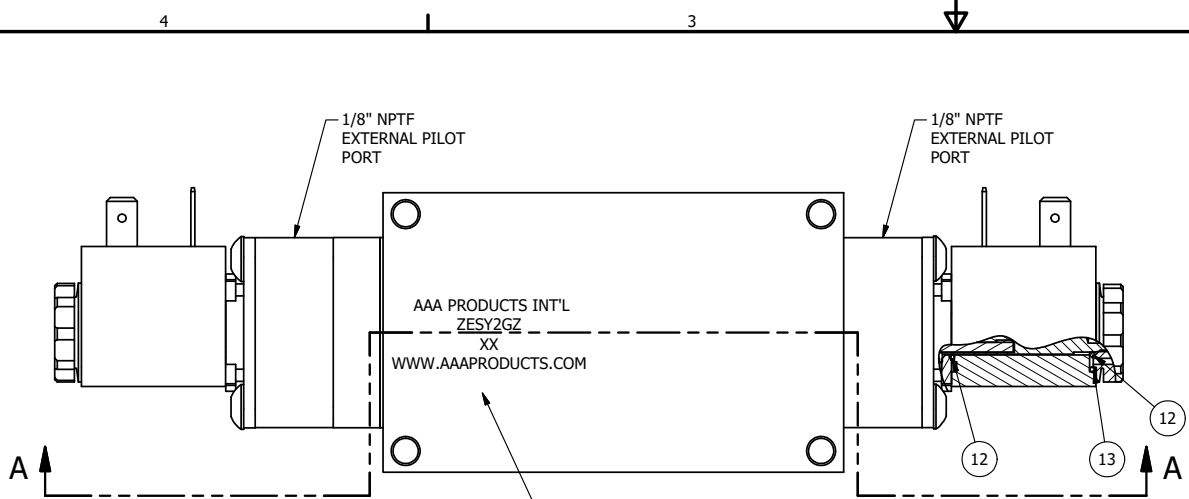 4
3
1/8" NPTF
EXTERNAL PILOT
PORT
1/8" NPTF
EXTERNAL PILOT
PORT
AAA PRODUCTS INT'L
ZESY2GZ
XX
WWW.AAAPRODUCTS.COM
12
12
13
A
A